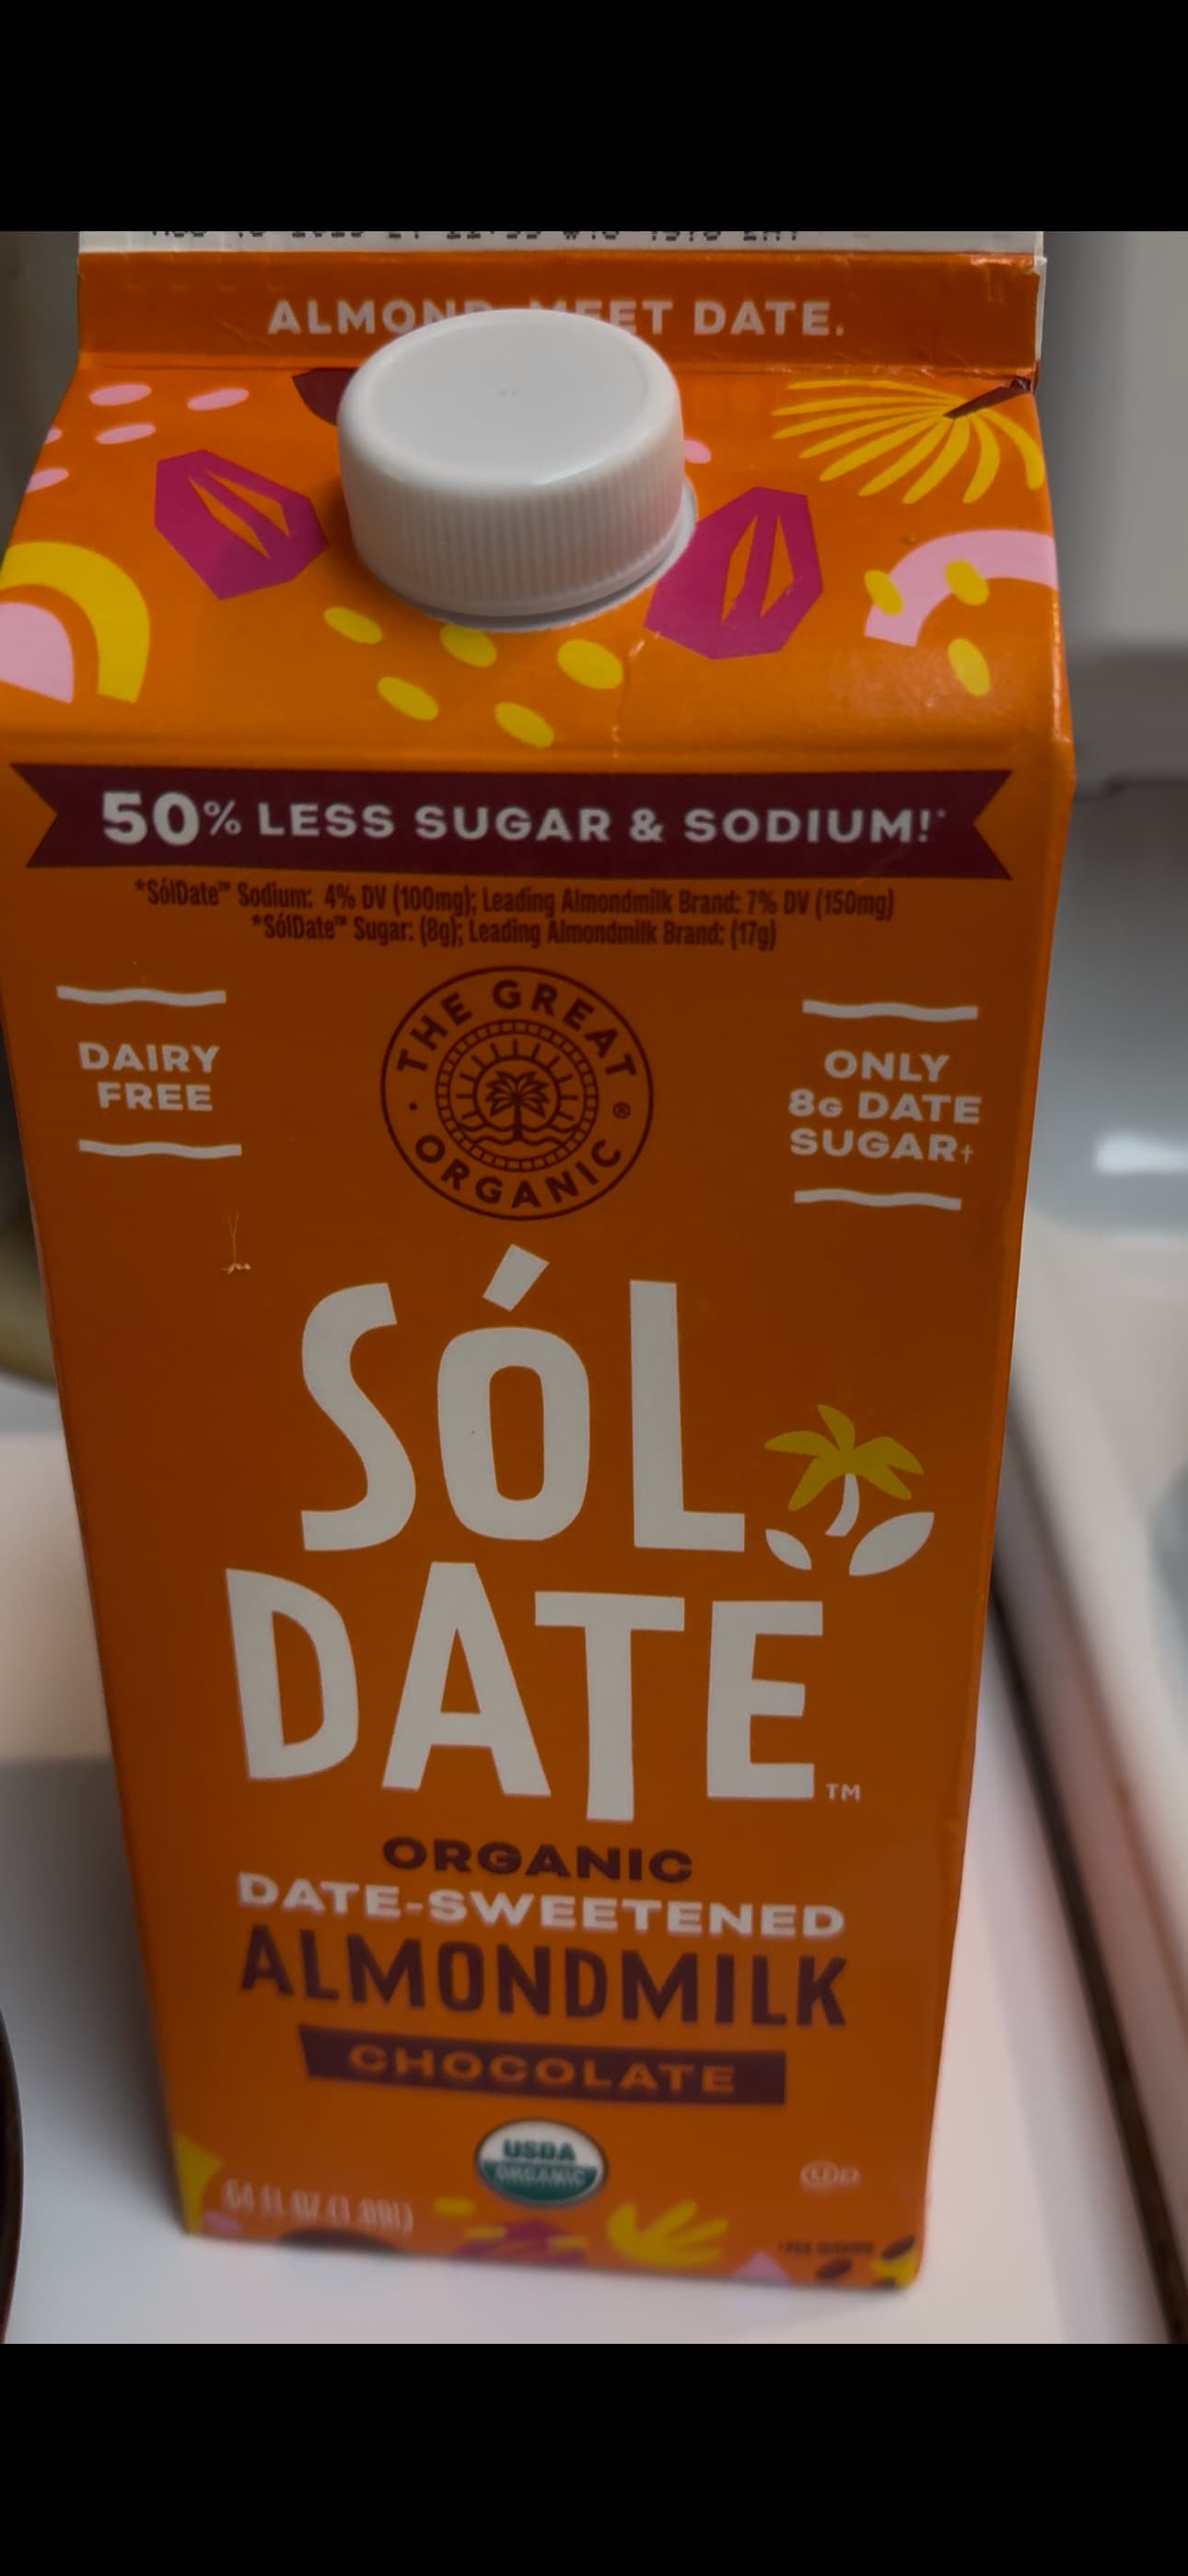 ALMOND, MEET DATE.
50% LESS SUGAR & SODIUM!*
*SólDate™ Sodium: 4% DV (100mg); Leading Almondmilk Brand: 7% DV (150mg)
*SólDate™ Sugar: (8g); Leading Almondmilk Brand: (17g)
DAIRY
FREE
THE GREAT
ORGANIC ®
ONLY
8G DATE
SUGAR†
SÓL
DATE™
ORGANIC
DATE-SWEETENED
ALMONDMILK
CHOCOLATE
USDA
ORGANIC